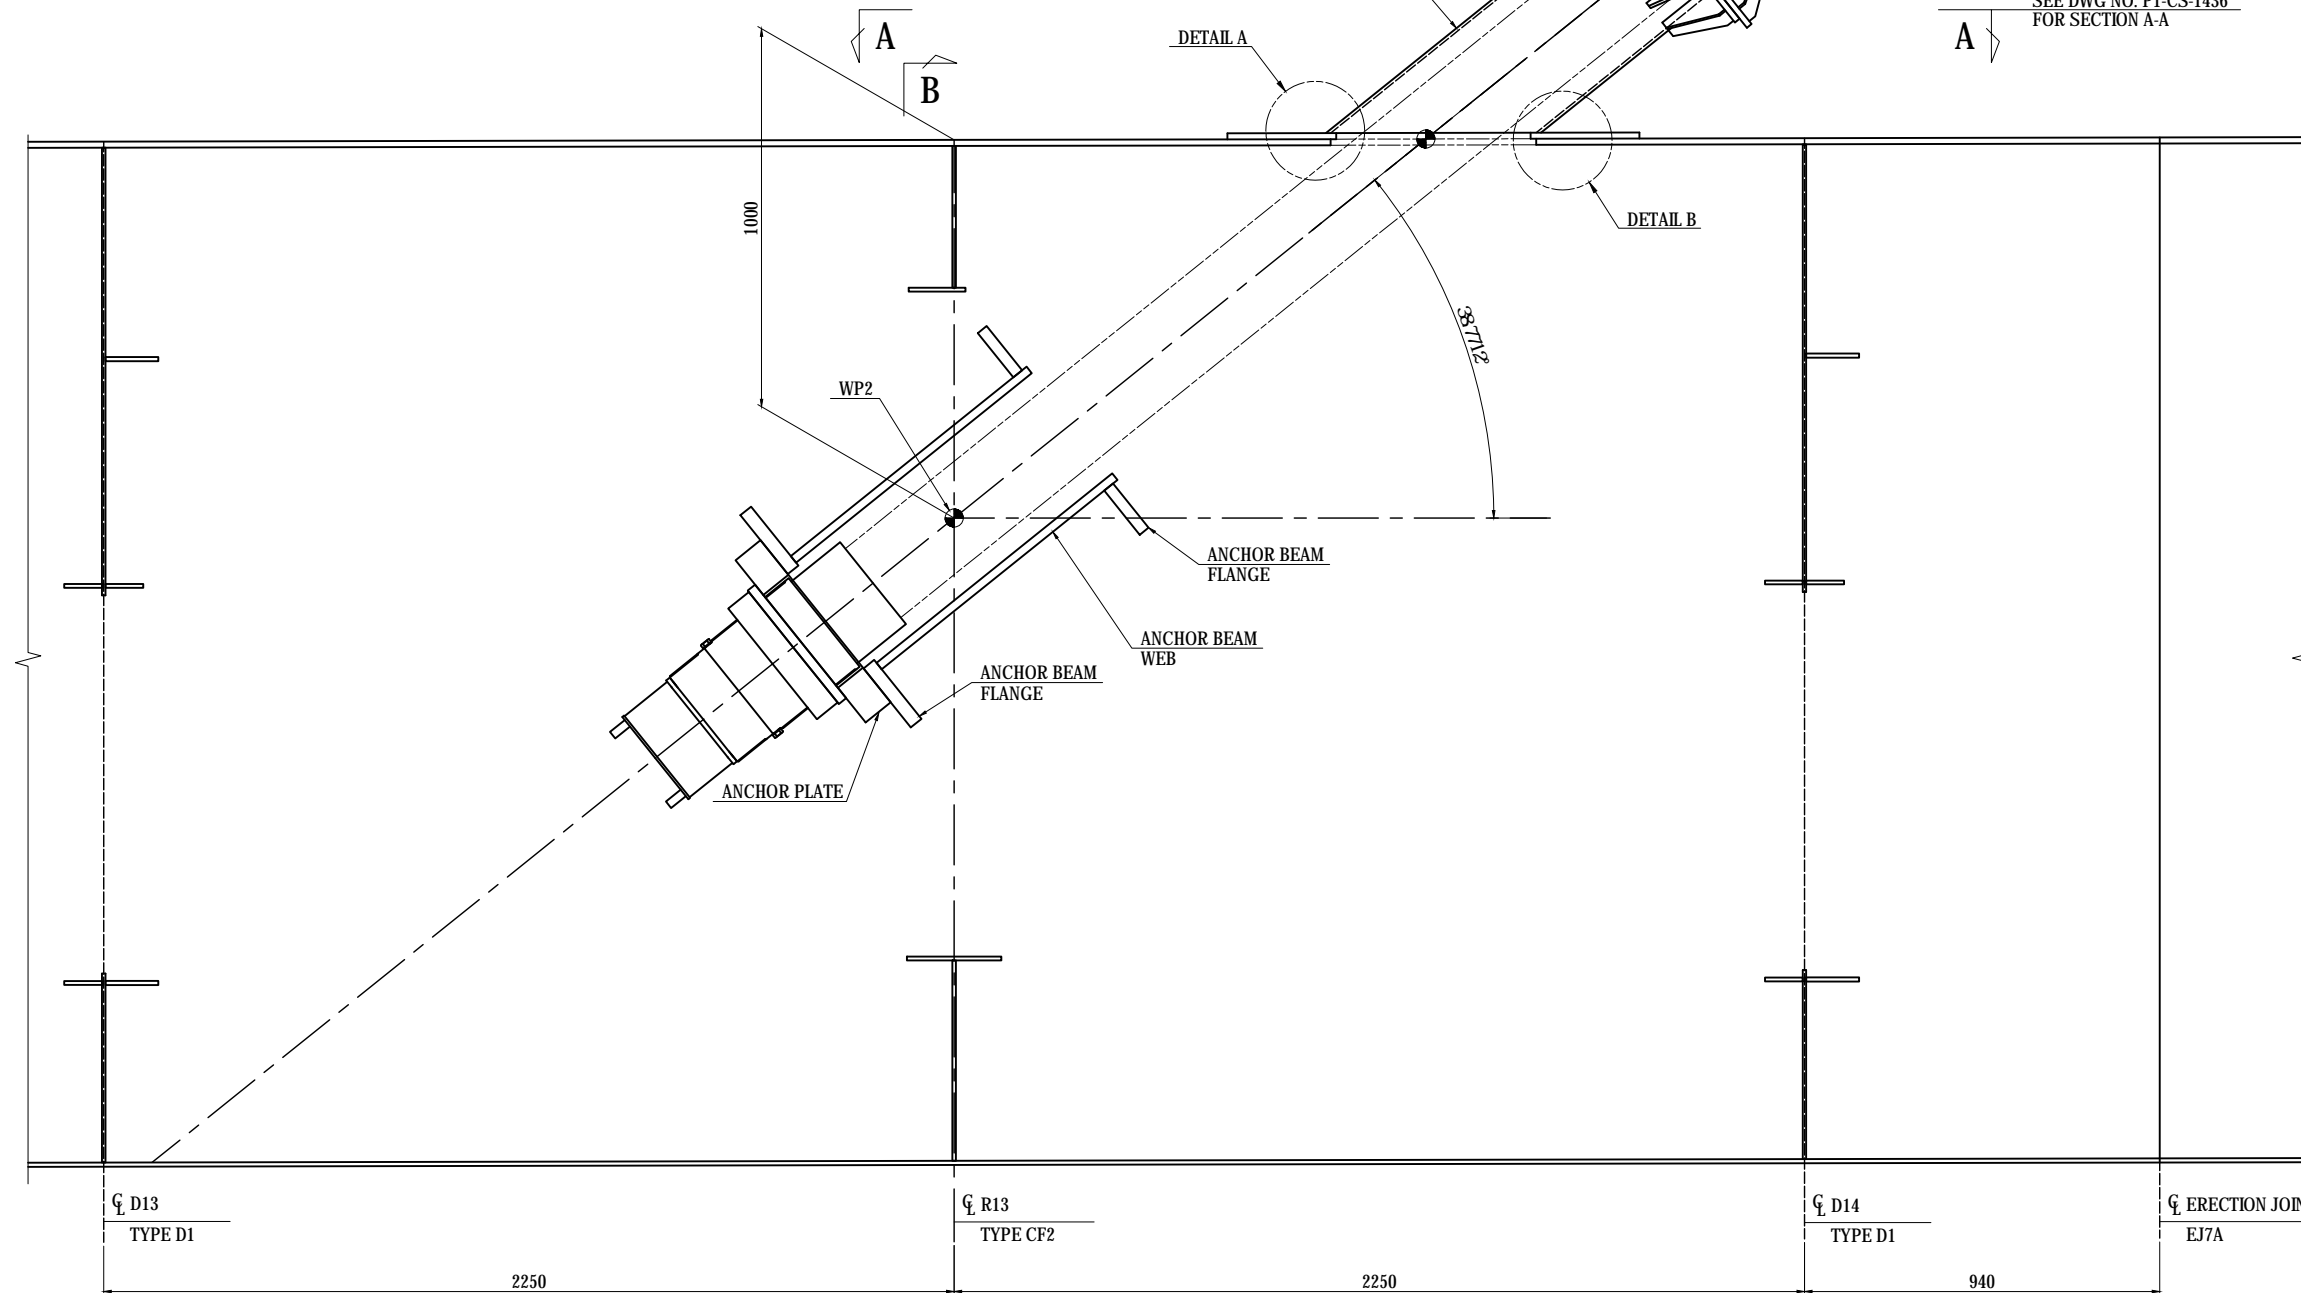 SEE DWG NO. P1-CS-1436
FOR SECTION A-A
A
A
B
DETAIL A
DETAIL B
1000
38.7712°
WP2
ANCHOR BEAM
FLANGE
ANCHOR BEAM
WEB
ANCHOR BEAM
FLANGE
ANCHOR PLATE
℄ D13
TYPE D1
℄ R13
TYPE CF2
℄ D14
TYPE D1
℄ ERECTION
EJ7A
2250
2250
940